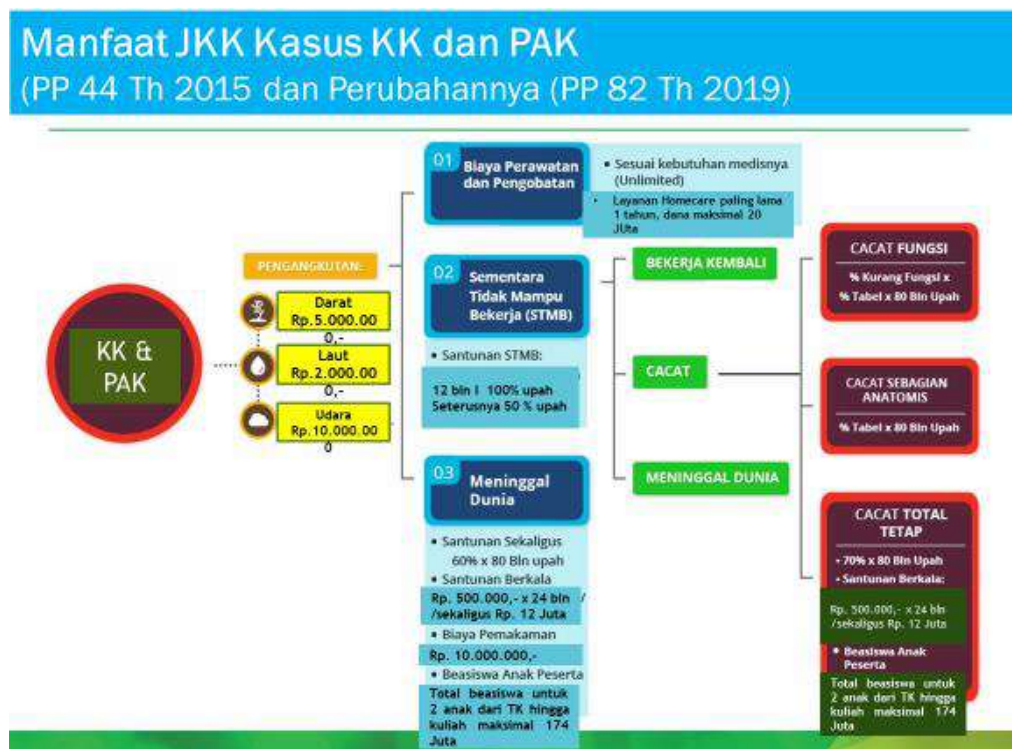 Manfaat JKK Kasus KK dan PAK
(PP 44 Th 2015 dan Perubahannya (PP 82 Th 2019)
KK &
PAK
PENGANGKUTAN:
Darat
Rp.5.000.00
0,-
Laut
Rp.2.000.00
0,-
Udara
Rp.10.000.00
0
01
Biaya Perawatan
dan Pengobatan
• Sesuai kebutuhan medisnya
(Unlimited)
• Layanan Homecare paling lama
1 tahun, dana maksimal 20
JUta
02
Sementara
Tidak Mampu
Bekerja (STMB)
• Santunan STMB:
12 bln I 100% upah
Seterusnya 50 % upah
03
Meninggal
Dunia
• Santunan Sekaligus
60% x 80 Bln upah
• Santunan Berkala
Rp. 500.000,- x 24 bln /
/sekaligus Rp. 12 Juta
• Biaya Pemakaman
Rp. 10.000.000,-
• Beasiswa Anak Peserta
Total beasiswa untuk
2 anak dari TK hingga
kuliah maksimal 174
Juta
BEKERJA KEMBALI
CACAT
MENINGGAL DUNIA
CACAT FUNGSI
% Kurang Fungsi x
% Tabel x 80 Bln Upah
CACAT SEBAGIAN
ANATOMIS
% Tabel x 80 Bln Upah
CACAT TOTAL
TETAP
• 70% x 80 Bln Upah
• Santunan Berkala:
Rp. 500.000,- x 24 bln
/sekaligus Rp. 12 Juta
• Beasiswa Anak
Peserta
Total beasiswa untuk
2 anak dari TK hingga
kuliah maksimal 174
Juta